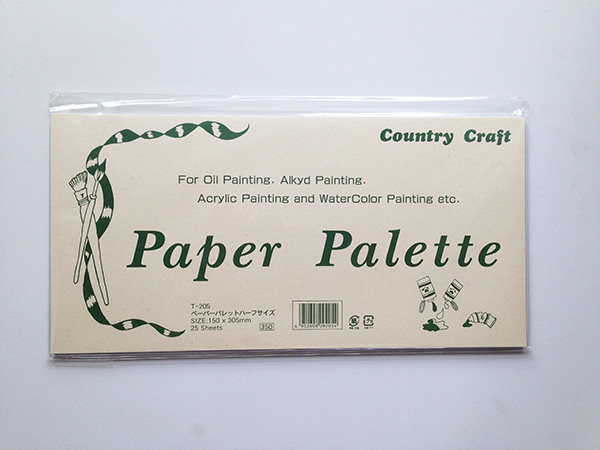 Country Craft
For Oil Painting. Alkyd Painting.
Acrylic Painting and WaterColor Painting etc.
Paper Palette
T-205
ペーパーパレットハーフサイズ
SIZE:150 x 305mm
25 Sheets
350